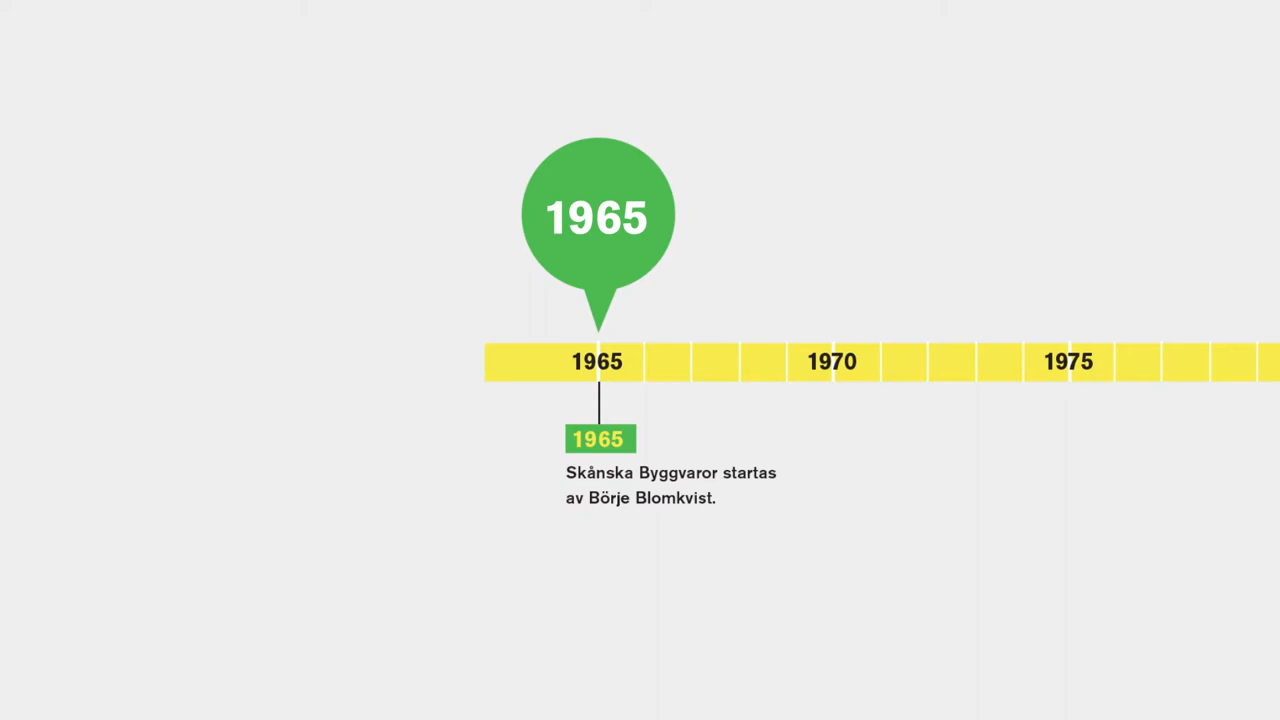 1965
1965 1970 1975
1965
Skånska Byggvaror startas
av Börje Blomkvist.